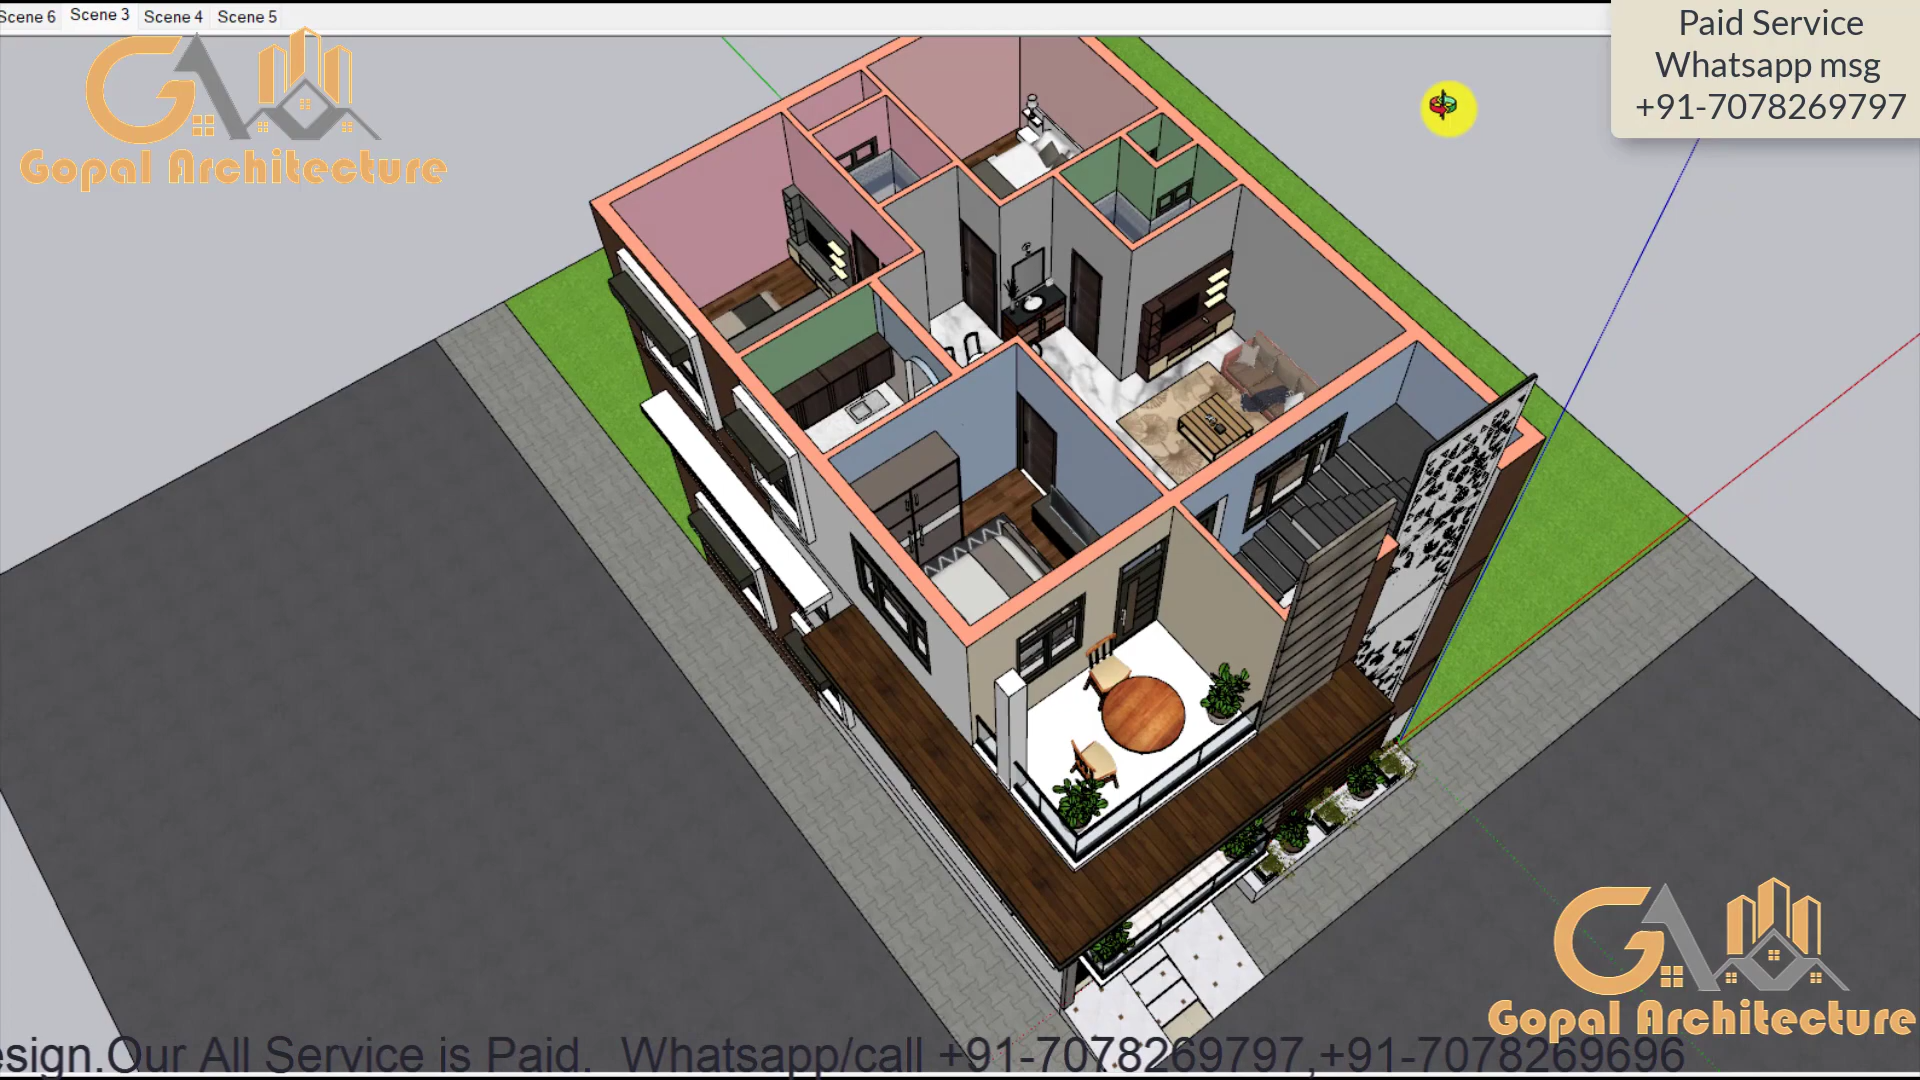 Scene 6 Scene 3 Scene 4 Scene 5
Paid Service
Whatsapp msg
+91-7078269797
Gopal Architecture
Gopal Architecture
esign.Our All Service is Paid. Whatsapp/call +91-7078269797,+91-7078269696